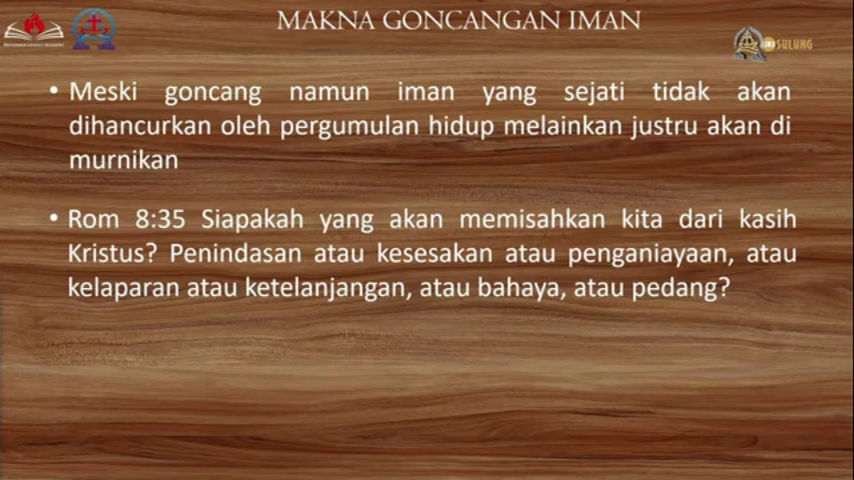 MAKNA GONCANGAN IMAN
SULUNG
• Meski goncang namun iman yang sejati tidak akan
dihancurkan oleh pergumulan hidup melainkan justru akan di
murnikan
• Rom 8:35 Siapakah yang akan memisahkan kita dari kasih
Kristus? Penindasan atau kesesakan atau penganiayaan, atau
kelaparan atau ketelanjangan, atau bahaya, atau pedang?